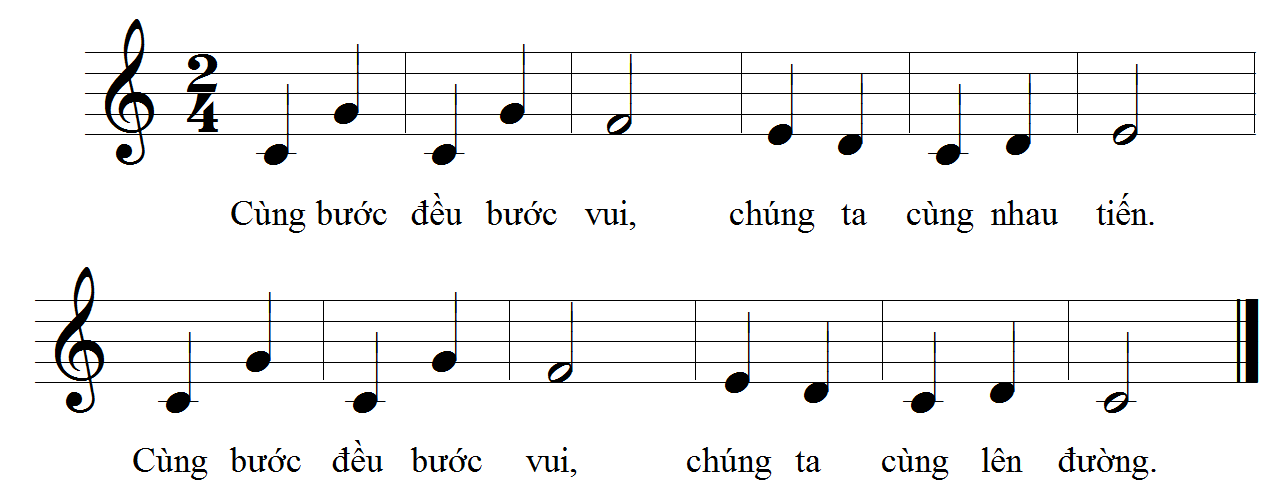 2
4
Cùng bước đều bước vui, chúng ta cùng nhau tiến.
Cùng bước đều bước vui, chúng ta cùng lên đường.